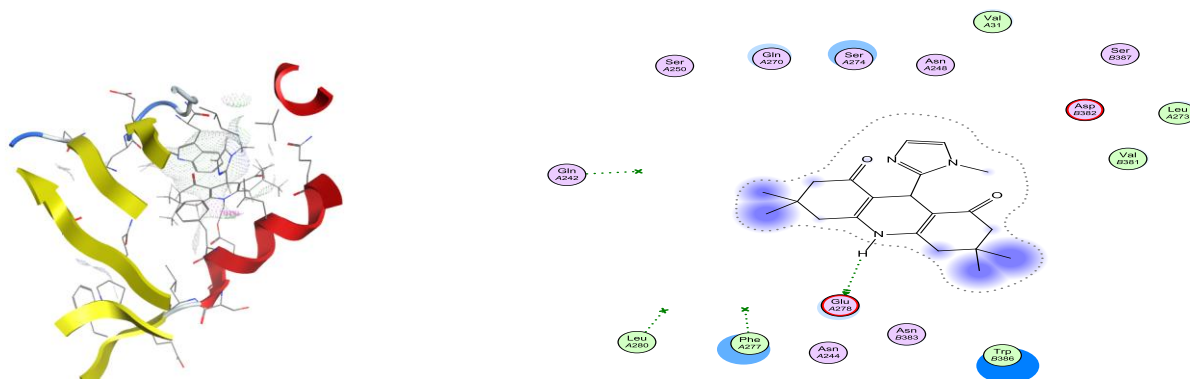 Val
A31
Ser
A250
Gln
A270
Ser
A274
Asn
A248
Ser
B387
Asp
B382
Leu
A273
Val
B381
Gln
A242
O
N
N
O
N
H
Glu
A278
Leu
A280
Phe
A277
Asn
A244
Asn
B383
Trp
B386